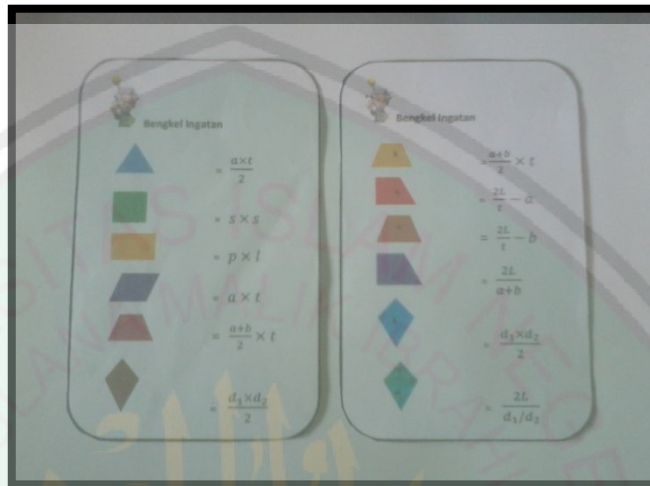 Bengkel Ingatan
= a×t/2
= s × s
= p × l
= a × t
= a+b/2 × t
= d₁×d₂/2
Bengkel Ingatan
= a+b/2 × t
= 2L/t − a
= 2L/t − b
= 2L/a+b
= d₁×d₂/2
= 2L/d₁/d₂